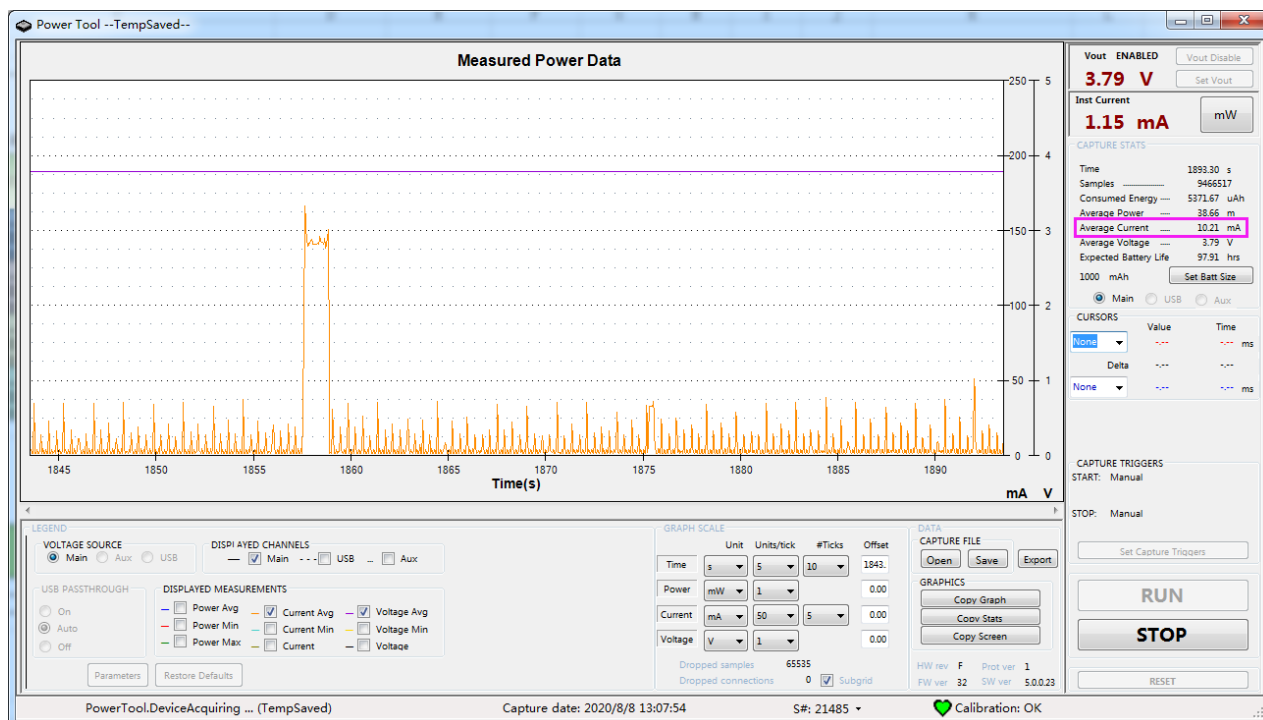 Power Tool --TempSaved--
Measured Power Data
250 5
200 4
150 3
100 2
50 1
0 0
1845 1850 1855 1860 1865 1870 1875 1880 1885 1890
Time(s)
mA V
Vout ENABLED
Vout Disable
3.79 V
Set Vout
Inst Current
1.15 mA
mW
CAPTURE STATS
Time 1893.30 s
Samples 9466517
Consumed Energy 5371.67 uAh
Average Power 38.66 m
Average Current 10.21 mA
Average Voltage 3.79 V
Expected Battery Life 97.91 hrs
1000 mAh Set Batt Size
Main USB Aux
CURSORS
Value Time
None -.-- -.-- ms
Delta -.-- -.--
None -.-- -.-- ms
CAPTURE TRIGGERS
START: Manual
STOP: Manual
Set Capture Triggers
RUN
STOP
RESET
LEGEND
VOLTAGE SOURCE
Main Aux USB
DISPLAYED CHANNELS
Main USB Aux
USB PASSTHROUGH
On
Auto
Off
DISPLAYED MEASUREMENTS
Power Avg Current Avg Voltage Avg
Power Min Current Min Voltage Min
Power Max Current Voltage
Parameters Restore Defaults
GRAPH SCALE
Unit Units/tick #Ticks Offset
Time s 5 10 1843.
Power mW 1 0.00
Current mA 50 5 0.00
Voltage V 1 0.00
Dropped samples 65535
Dropped connections 0 Subgrid
DATA
CAPTURE FILE
Open Save Export
GRAPHICS
Copy Graph
Copy Stats
Copy Screen
HW rev F Prot ver 1
FW ver 32 SW ver 5.0.0.23
PowerTool.DeviceAcquiring ... (TempSaved) Capture date: 2020/8/8 13:07:54 S#: 21485 Calibration: OK